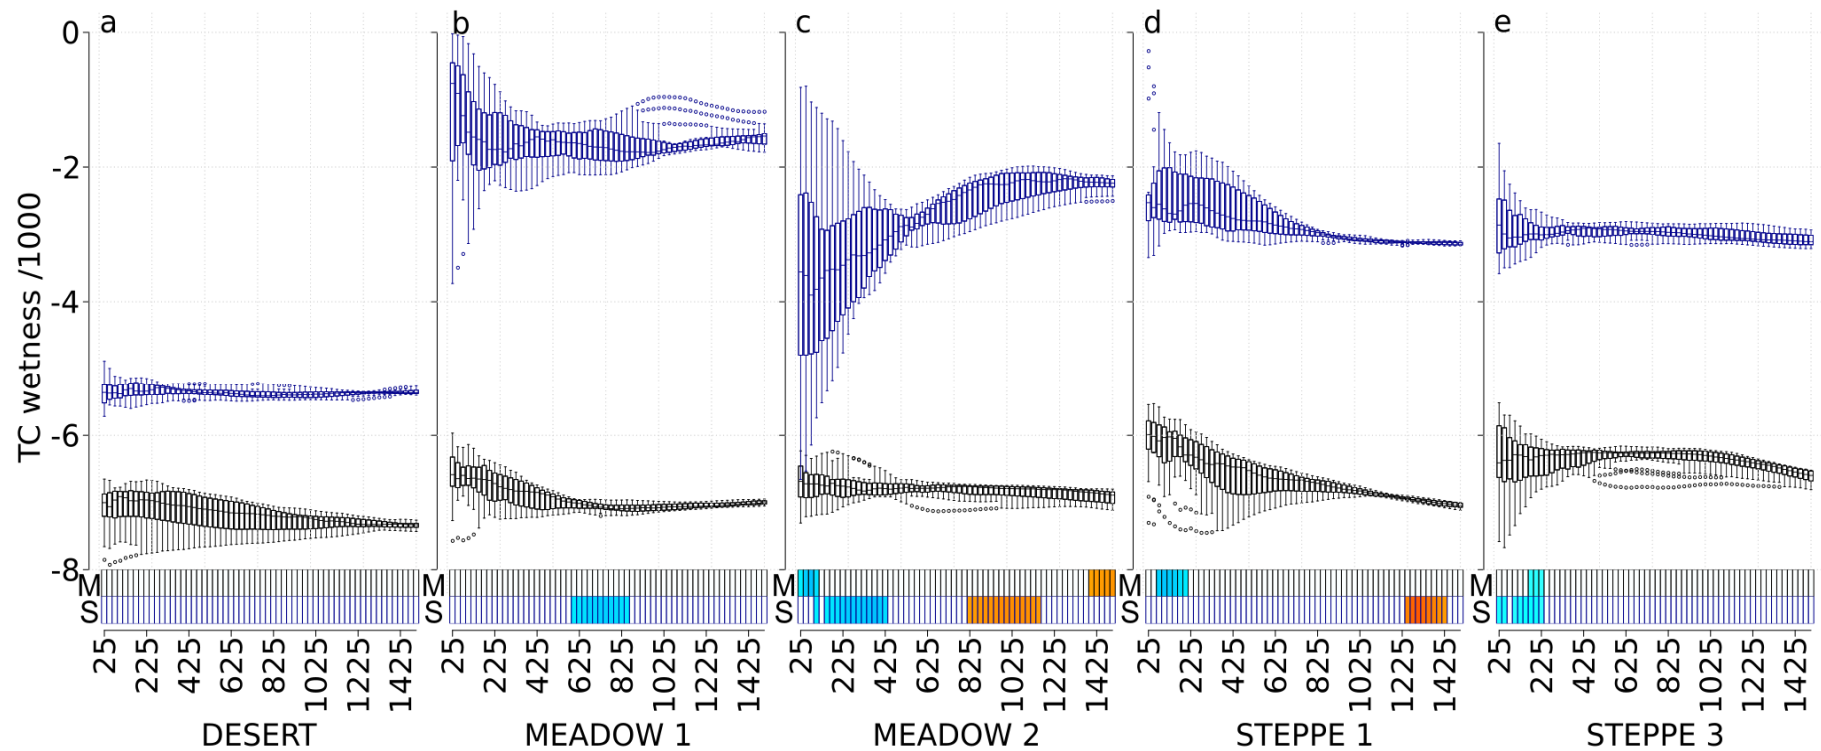 a b c d e
TC wetness /1000
0
-2
-4
-6
-8
M M M M M
S S S S S
25 225 425 625 825 1025 1225 1425 25 225 425 625 825 1025 1225 1425 25 225 425 625 825 1025 1225 1425 25 225 425 625 825 1025 1225 1425 25 225 425 625 825 1025 1225 1425
DESERT MEADOW 1 MEADOW 2 STEPPE 1 STEPPE 3